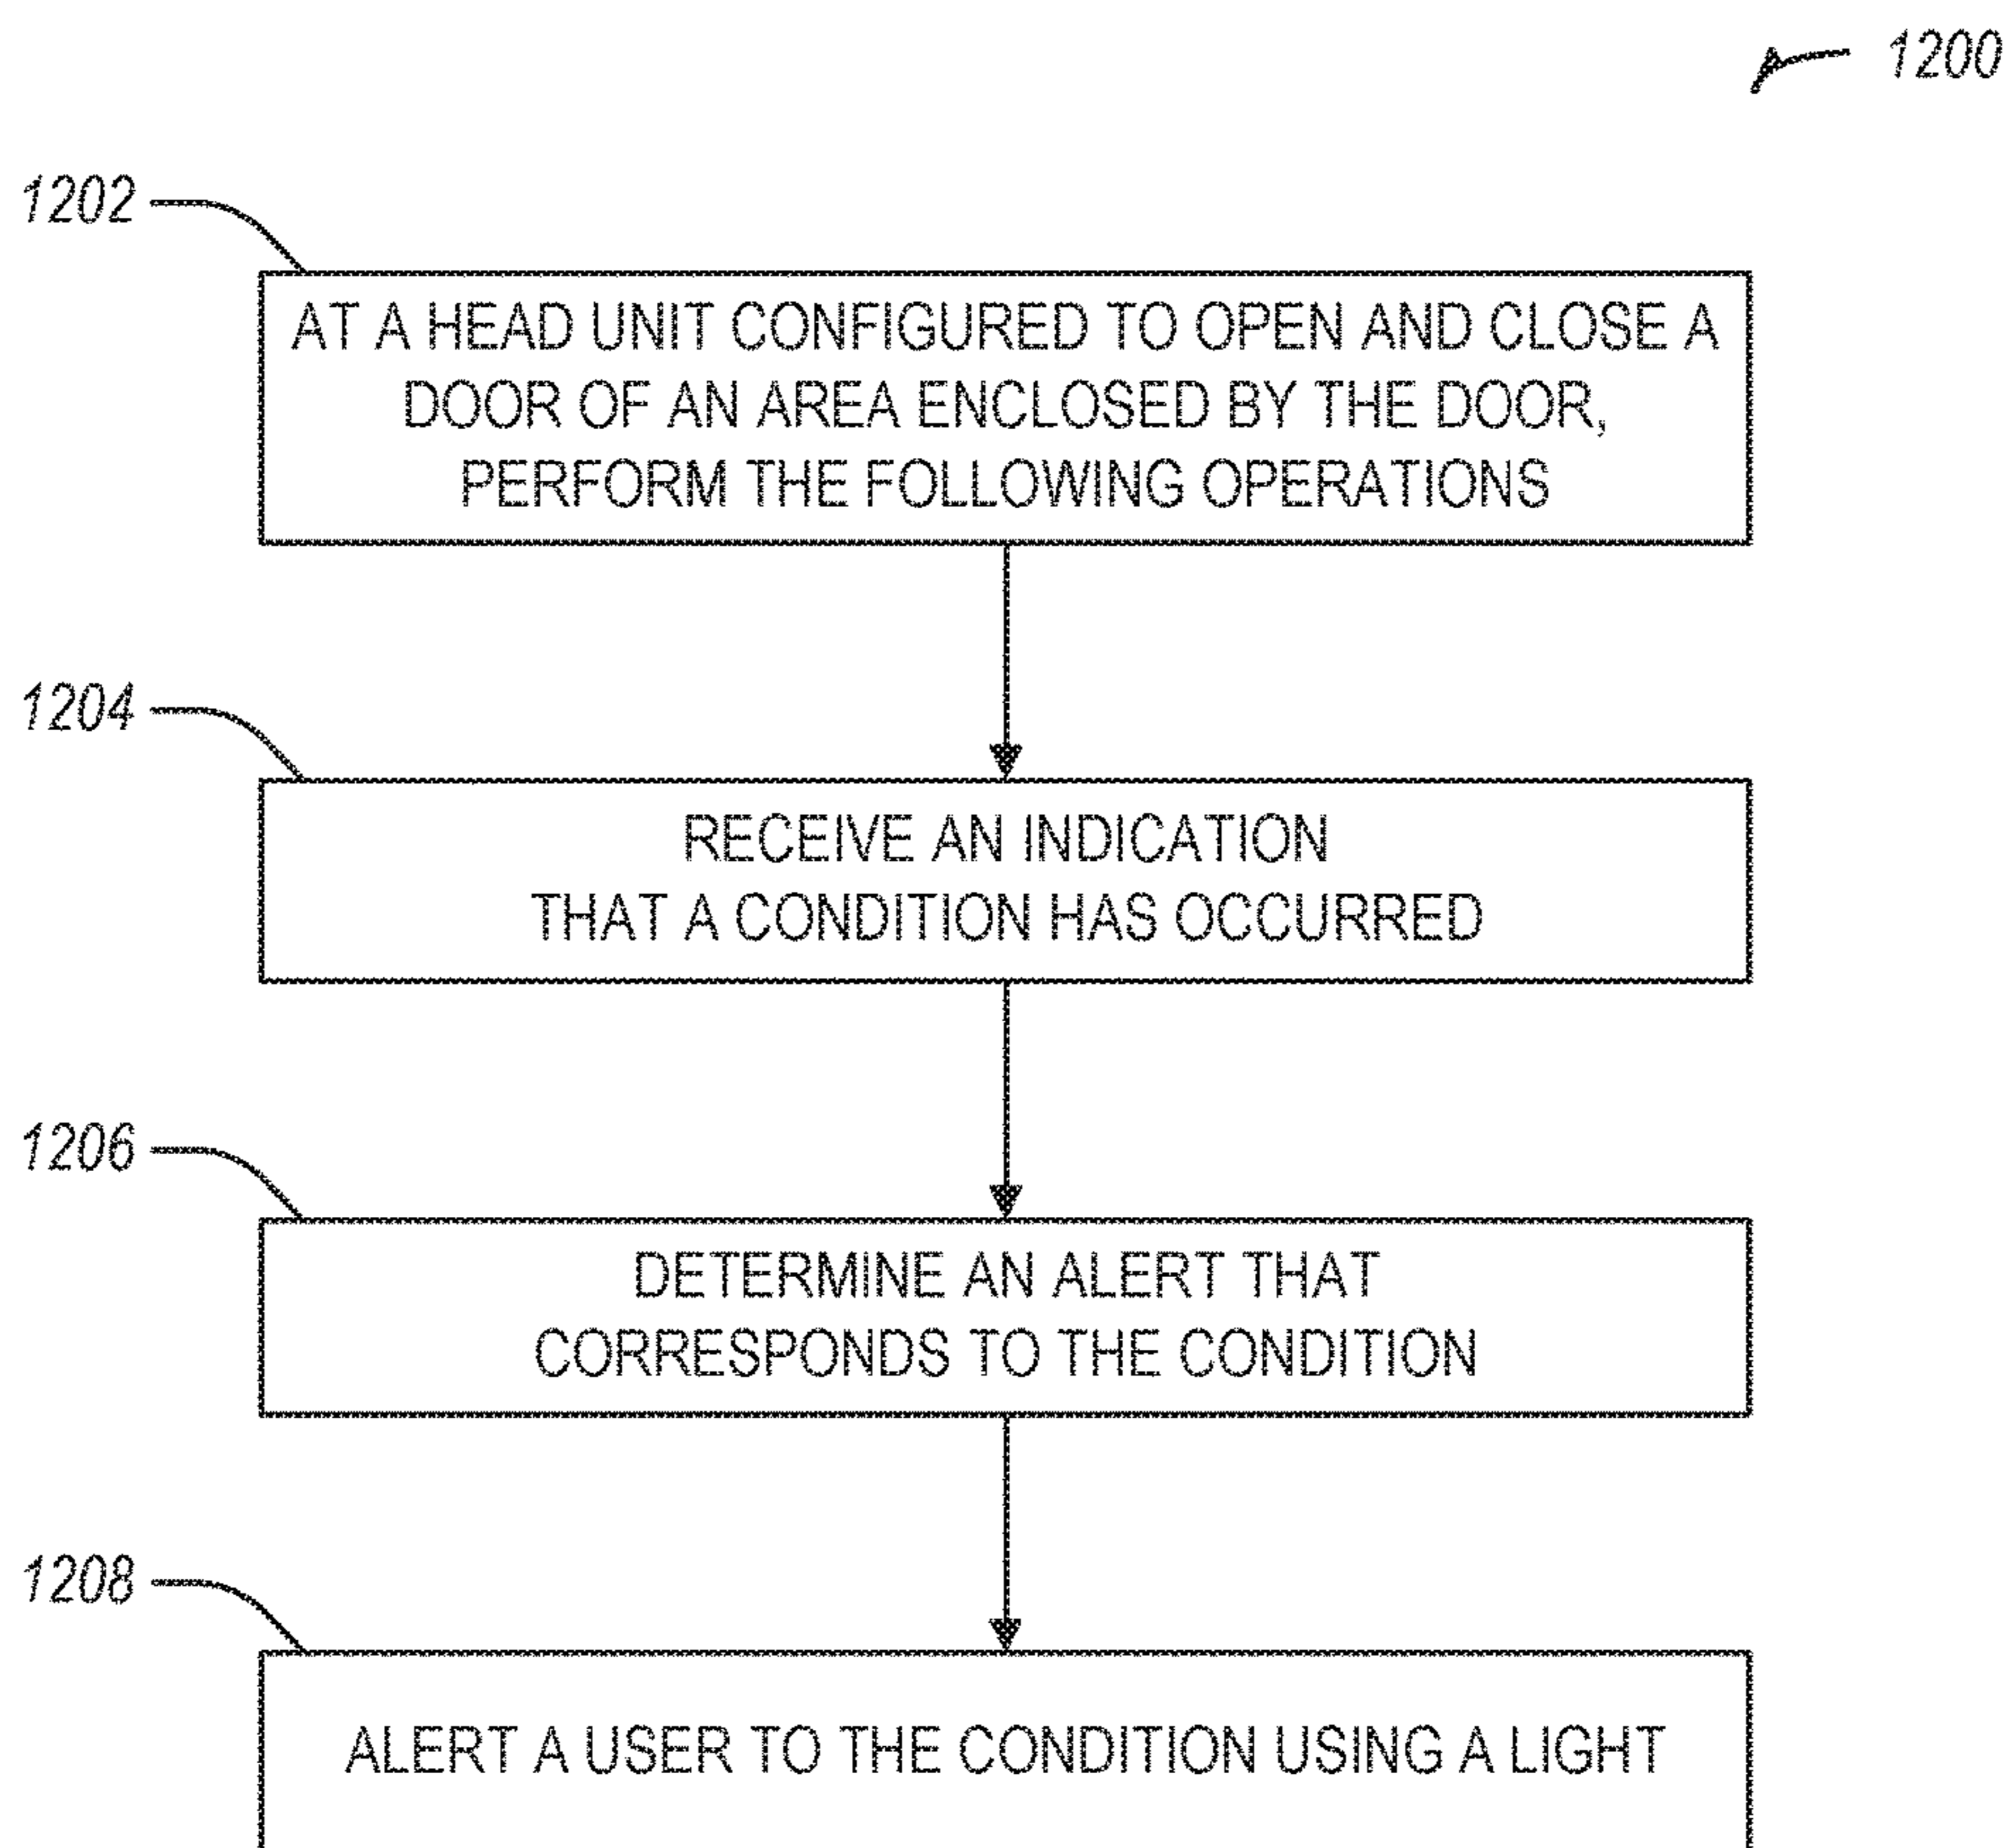 1200
1202
AT A HEAD UNIT CONFIGURED TO OPEN AND CLOSE A
DOOR OF AN AREA ENCLOSED BY THE DOOR,
PERFORM THE FOLLOWING OPERATIONS
1204
RECEIVE AN INDICATION
THAT A CONDITION HAS OCCURRED
1206
DETERMINE AN ALERT THAT
CORRESPONDS TO THE CONDITION
1208
ALERT A USER TO THE CONDITION USING A LIGHT